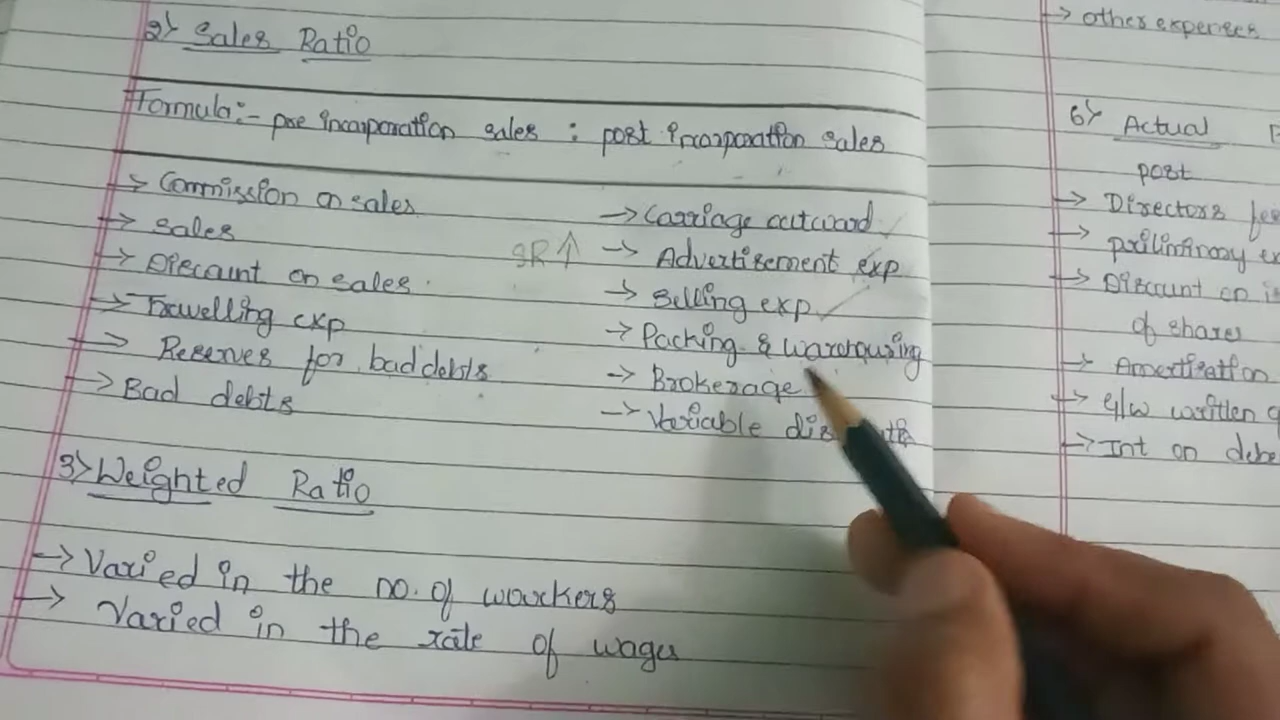 2) Sales Ratio
Formula:- pre incorporation sales : post incorporation sales
→ Commission on sales
→ Sales
→ Discount on sales
→ Travelling exp
→ Reserves for bad debts
→ Bad debts
→ Carriage outward
SR↑ → Advertisement exp
→ Selling exp
→ Packing & warehousing
→ Brokerage
→ Variable
3) Weighted Ratio
→ Varied in the no. of workers
→ Varied in the rate of wages
→ other expenses
6) Actual
post
→ Directors
→ priliminary
→ Discount on
of shares
→ Amortisation
→ G/w written
→ Int on